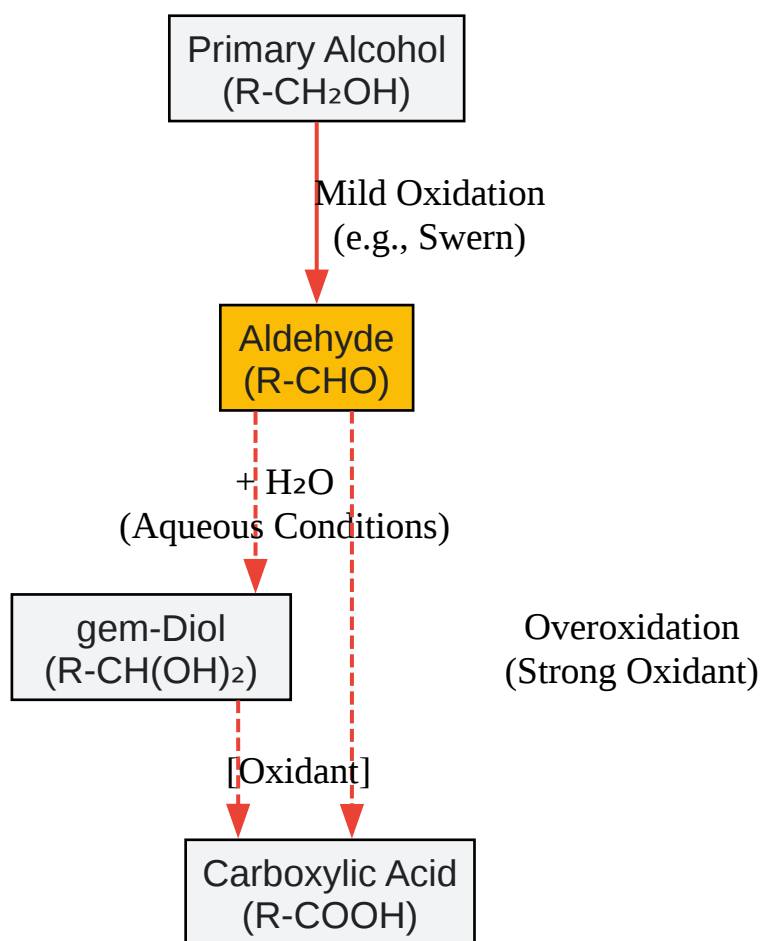 Primary Alcohol
(R-CH₂OH)
Mild Oxidation
(e.g., Swern)
Aldehyde
(R-CHO)
+ H₂O
(Aqueous Conditions)
gem-Diol
(R-CH(OH)₂)
Overoxidation
(Strong Oxidant)
[Oxidant]
Carboxylic Acid
(R-COOH)